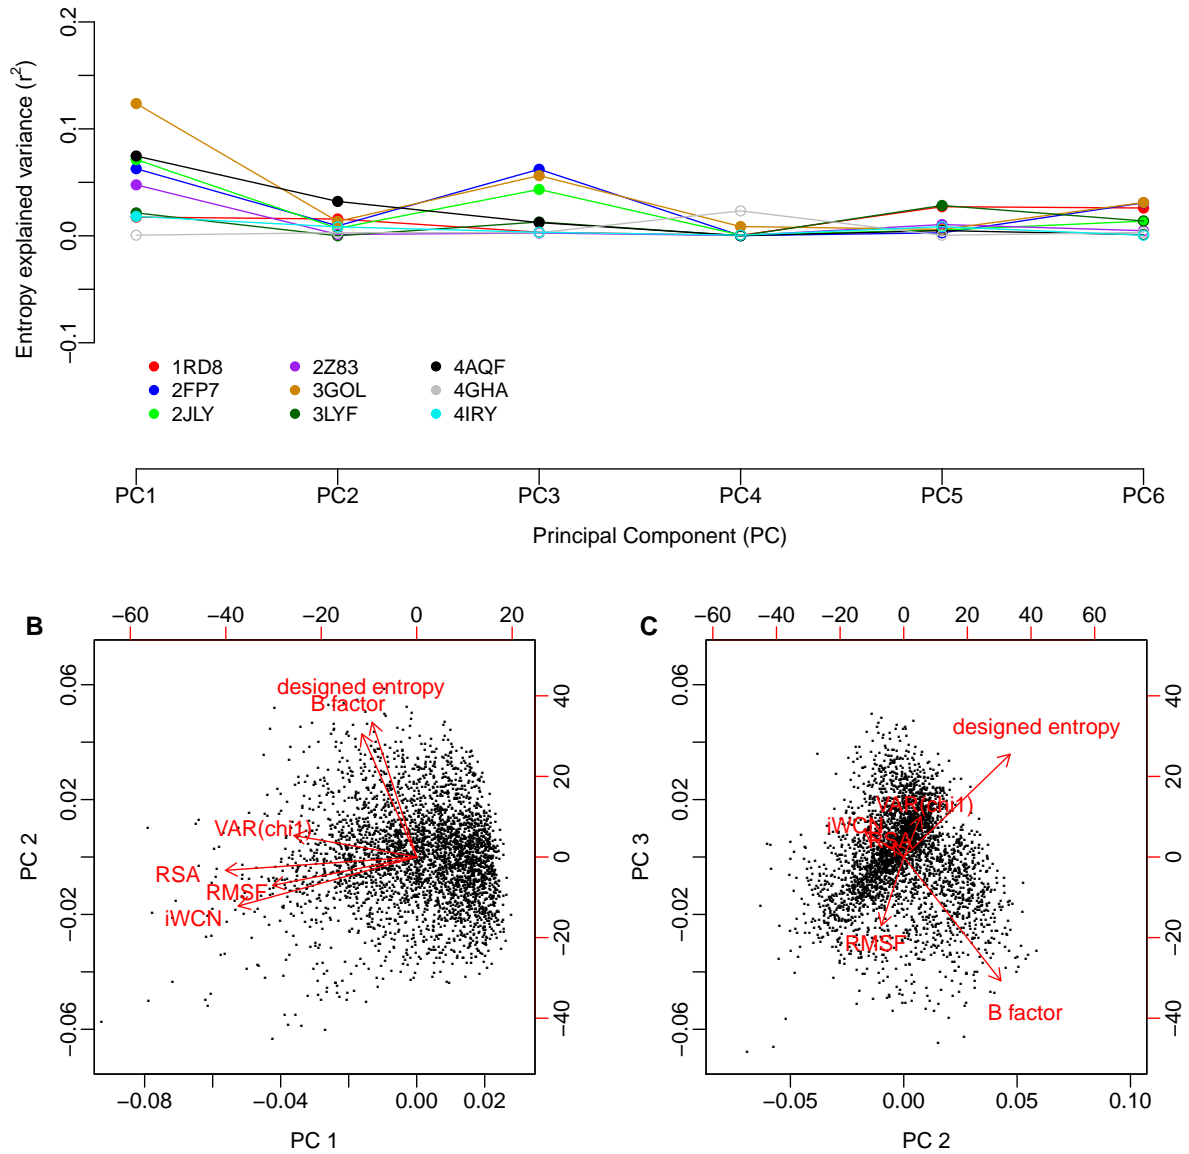 Entropy explained variance (r²)
0.2
0.1
0.0
−0.1
1RD8 2Z83 4AQF
2FP7 3GOL 4GHA
2JLY 3LYF 4IRY
PC1 PC2 PC3 PC4 PC5 PC6
Principal Component (PC)
B
−60 −40 −20 0 20
PC 2
0.06
0.02
−0.02
−0.06
designed entropy
B factor
VAR(chi1)
RSA
RMSF
iWCN
40
20
0
−20
−40
−0.08 −0.04 0.00 0.02
PC 1
C
−60 −40 −20 0 20 40 60
PC 3
0.06
0.02
−0.02
−0.06
designed entropy
VAR(chi1)
iWCN
RSA
RMSF
B factor
40
20
0
−20
−40
−0.05 0.00 0.05 0.10
PC 2